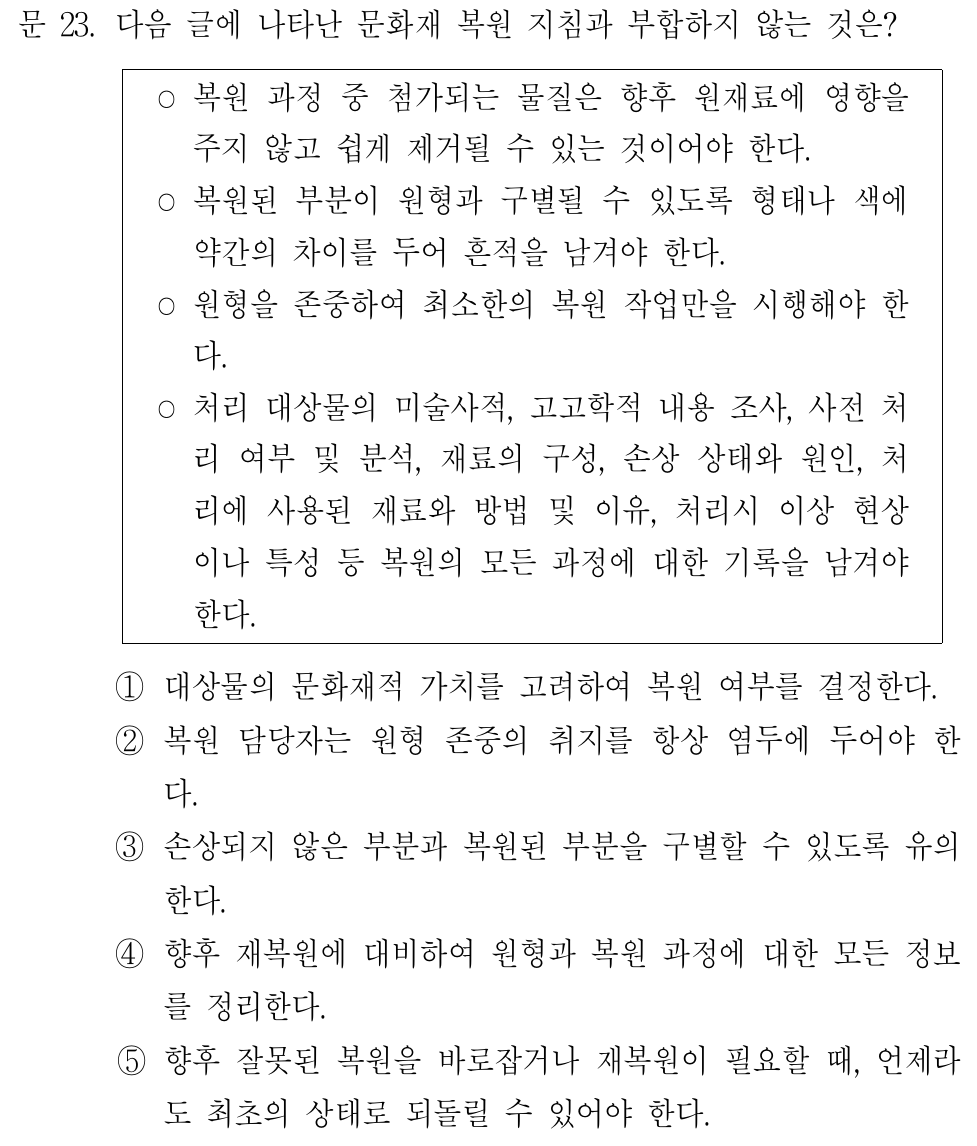 문 23. 다음 글에 나타난 문화재 복원 지침과 부합하지 않는 것은?
○ 복원 과정 중 첨가되는 물질은 향후 원재료에 영향을
주지 않고 쉽게 제거될 수 있는 것이어야 한다.
○ 복원된 부분이 원형과 구별될 수 있도록 형태나 색에
약간의 차이를 두어 흔적을 남겨야 한다.
○ 원형을 존중하여 최소한의 복원 작업만을 시행해야 한
다.
○ 처리 대상물의 미술사적, 고고학적 내용 조사, 사전 처
리 여부 및 분석, 재료의 구성, 손상 상태와 원인, 처
리에 사용된 재료와 방법 및 이유, 처리시 이상 현상
이나 특성 등 복원의 모든 과정에 대한 기록을 남겨야
한다.
① 대상물의 문화재적 가치를 고려하여 복원 여부를 결정한다.
② 복원 담당자는 원형 존중의 취지를 항상 염두에 두어야 한
다.
③ 손상되지 않은 부분과 복원된 부분을 구별할 수 있도록 유의
한다.
④ 향후 재복원에 대비하여 원형과 복원 과정에 대한 모든 정보
를 정리한다.
⑤ 향후 잘못된 복원을 바로잡거나 재복원이 필요할 때, 언제라
도 최초의 상태로 되돌릴 수 있어야 한다.